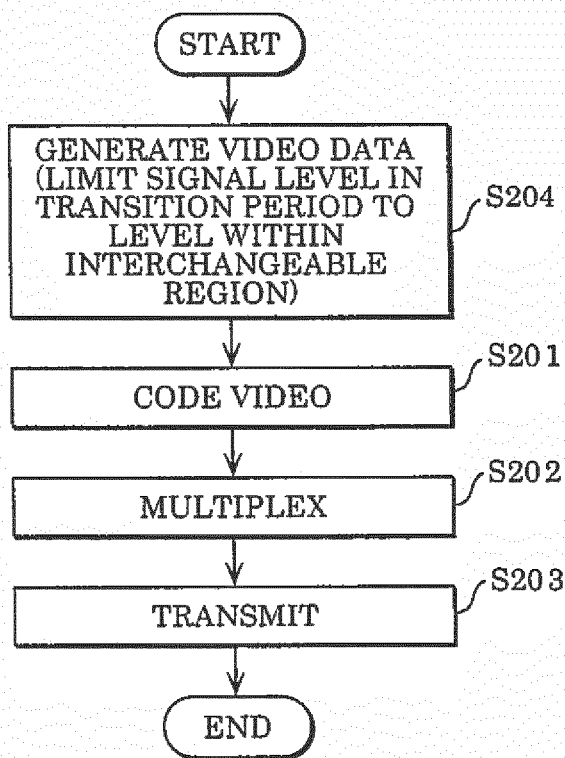 START
GENERATE VIDEO DATA
(LIMIT SIGNAL LEVEL IN
TRANSITION PERIOD TO
LEVEL WITHIN
INTERCHANGEABLE
REGION)
S204
CODE VIDEO
S201
MULTIPLEX
S202
TRANSMIT
S203
END